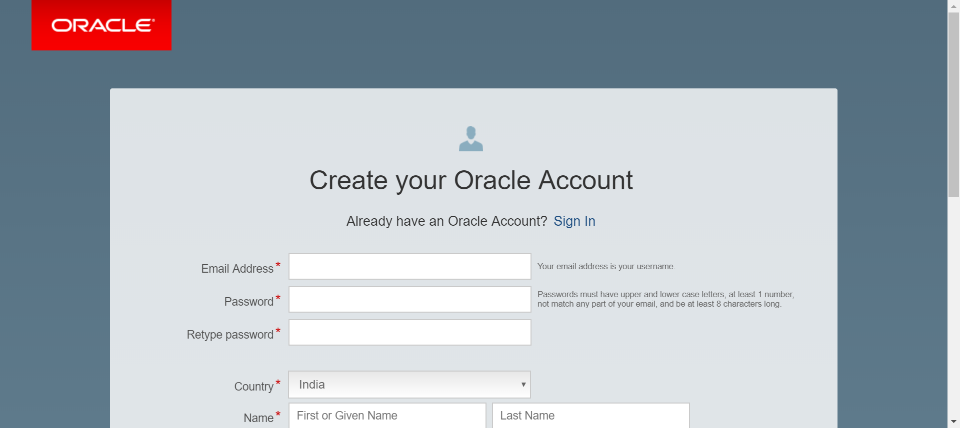 ORACLE
Create your Oracle Account
Already have an Oracle Account? Sign In
Email Address* Your email address is your username
Password* Passwords must have upper and lower case letters, at least 1 number,
not match any part of your email, and be at least 8 characters long.
Retype password*
Country* India
Name* First or Given Name Last Name